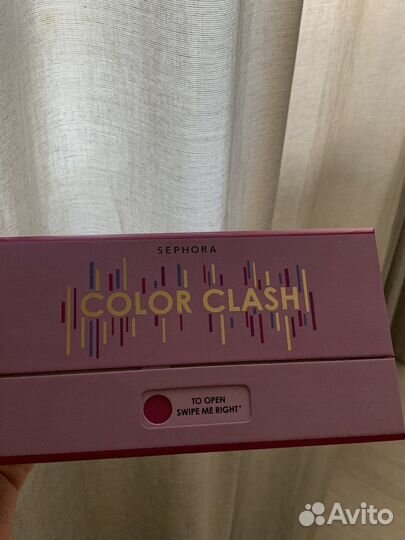 SEPHORA
COLOR CLASH
TO OPEN
SWIPE ME RIGHT*
Avito